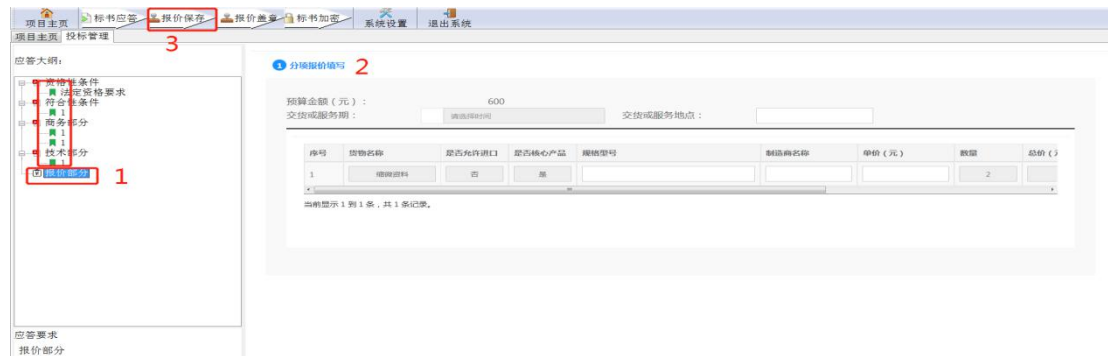 项目主页 标书应答 报价保存 报价盖章 标书加密 系统设置 退出系统
3
项目主页 投标管理
应答大纲：
资格性条件
法定资格要求
符合性条件
1
商务部分
1
1
技术部分
1
报价部分
1
应答要求
报价部分
1 分项报价填写 2
预算金额（元）： 600
交货或服务期： 请选择时间 交货或服务地点：
序号 货物名称 是否允许进口 是否核心产品 规格型号 制造商名称 单价（元） 数量 总价（
1 缩微资料 否 是 2
当前显示 1 到 1 条，共 1 条记录。